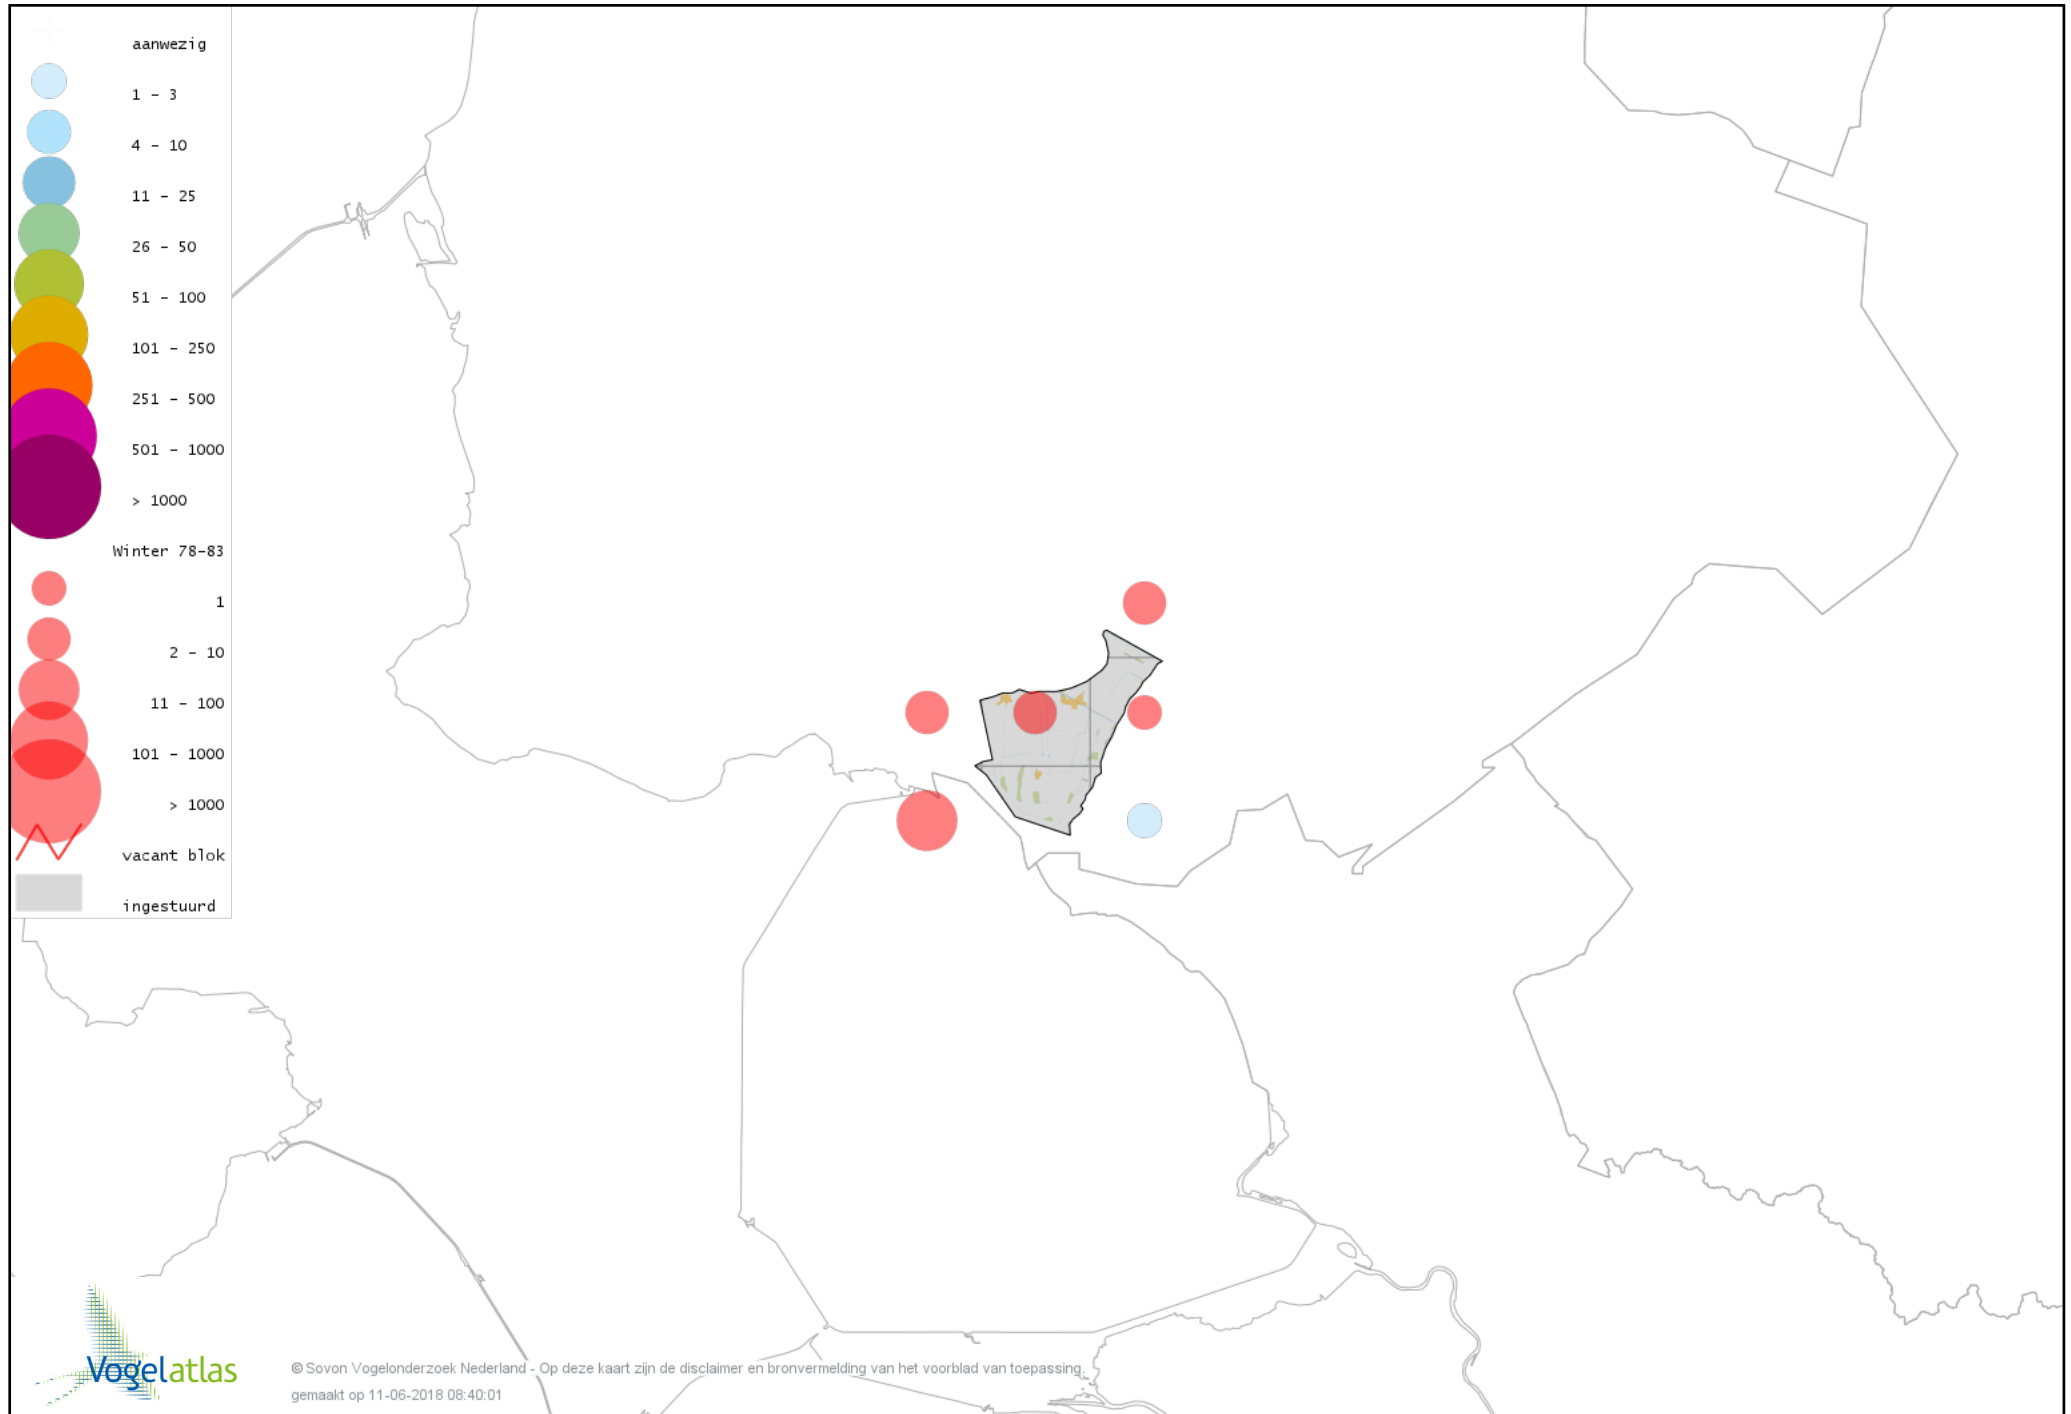 aanwezig
1 - 3
4 - 10
11 - 25
26 - 50
51 - 100
101 - 250
251 - 500
501 - 1000
> 1000
Winter 78-83
1
2 - 10
11 - 100
101 - 1000
> 1000
vacant blok
ingestuurd
Vogelatlas
© Sovon Vogelonderzoek Nederland - Op deze kaart zijn de disclaimer en bronvermelding van het voorblad van toepassing.
gemaakt op 11-06-2018 08:40:01